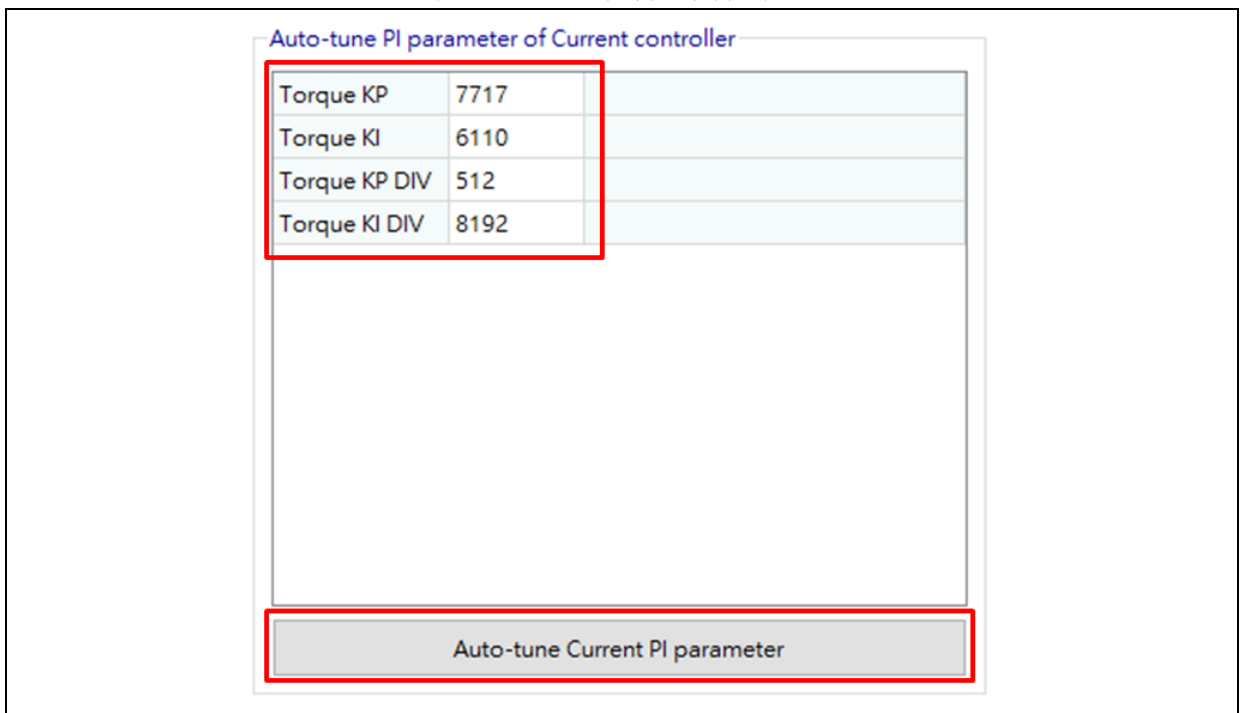 Auto-tune PI parameter of Current controller
Torque KP 7717
Torque KI 6110
Torque KP DIV 512
Torque KI DIV 8192
Auto-tune Current PI parameter